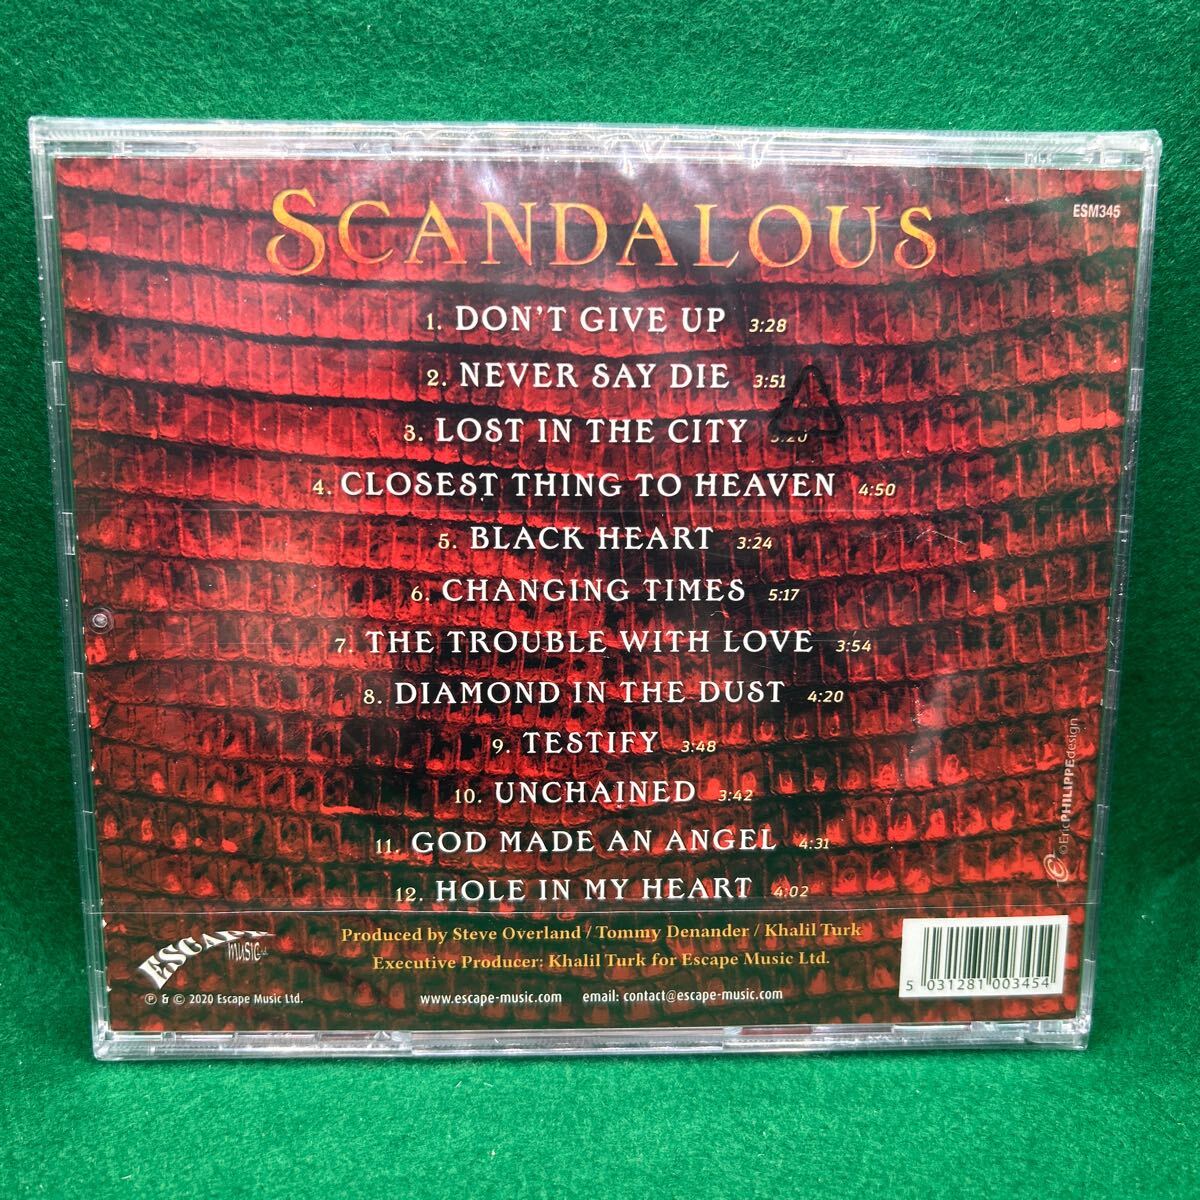 SCANDALOUS
ESM345
1. DON'T GIVE UP 3:28
2. NEVER SAY DIE 3:51
3. LOST IN THE CITY
4. CLOSEST THING TO HEAVEN 4:50
5. BLACK HEART 3:24
6. CHANGING TIMES 5:17
7. THE TROUBLE WITH LOVE 3:54
8. DIAMOND IN THE DUST 4:20
9. TESTIFY 3:48
10. UNCHAINED 3:42
11. GOD MADE AN ANGEL 4:31
12. HOLE IN MY HEART 4:02
©EricPHILIPPEdesign
Produced by Steve Overland / Tommy Denander / Khalil Turk
Executive Producer: Khalil Turk for Escape Music Ltd.
ESCAPE
MUSIC
℗ & © 2020 Escape Music Ltd.
www.escape-music.com email: contact@escape-music.com
5 031281 003454